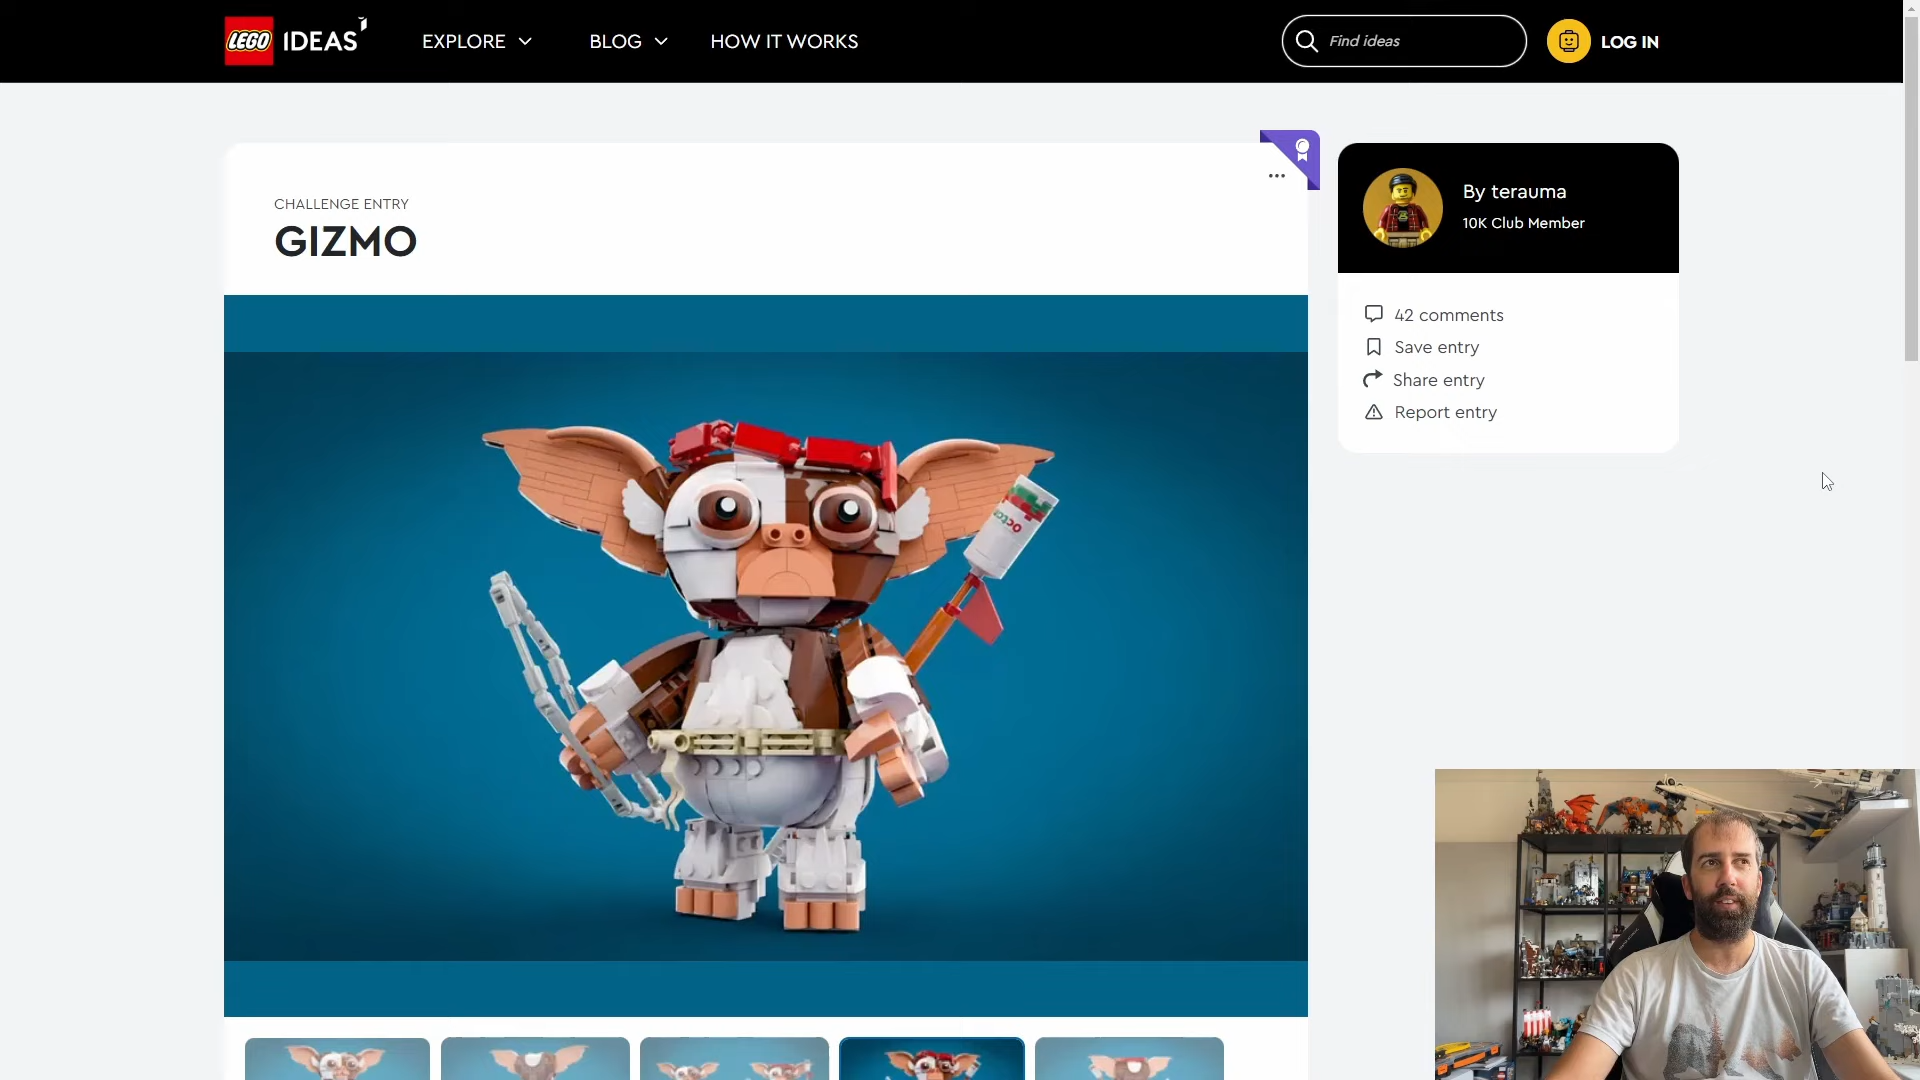 LEGO IDEAS
EXPLORE
BLOG
HOW IT WORKS
Find ideas
LOG IN
CHALLENGE ENTRY
GIZMO
By terauma
10K Club Member
42 comments
Save entry
Share entry
Report entry
Octan